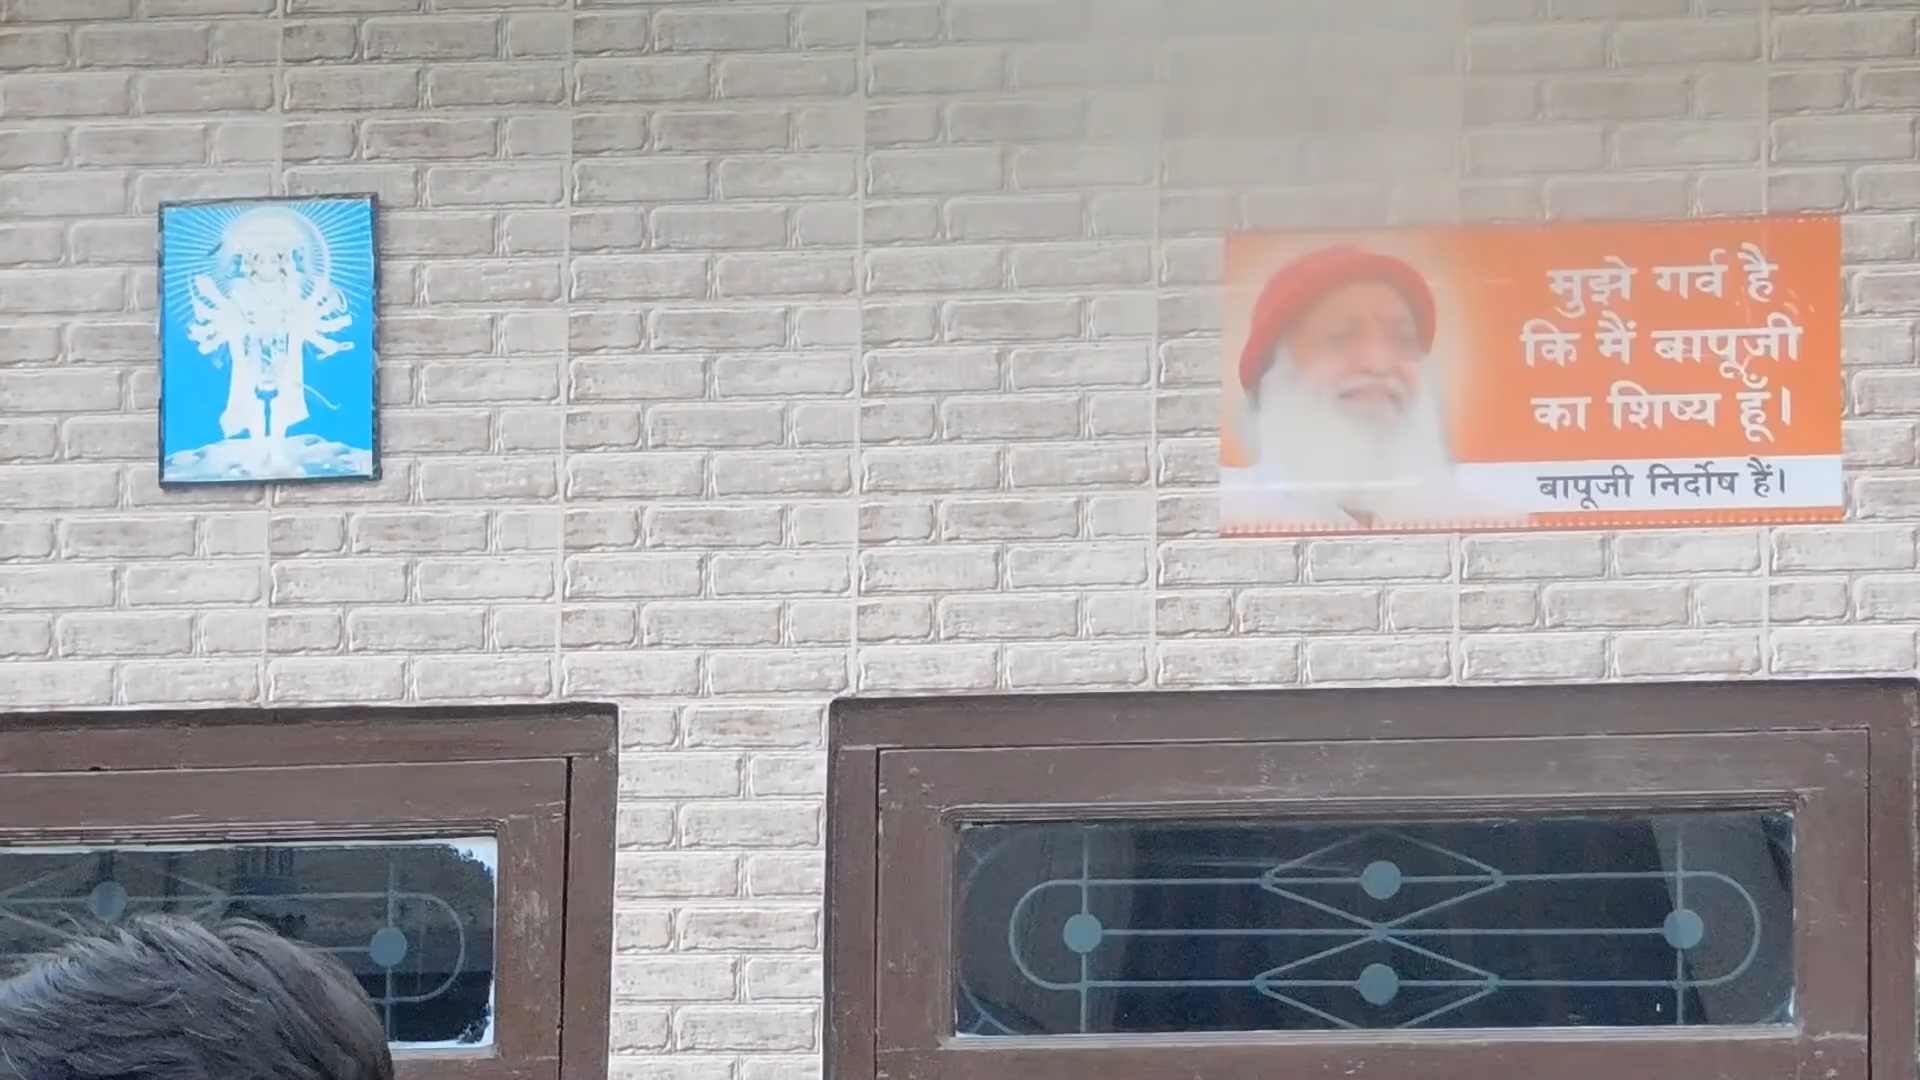 मुझे गर्व है
कि मैं बापूजी
का शिष्य हूँ।
बापूजी निर्दोष हैं।